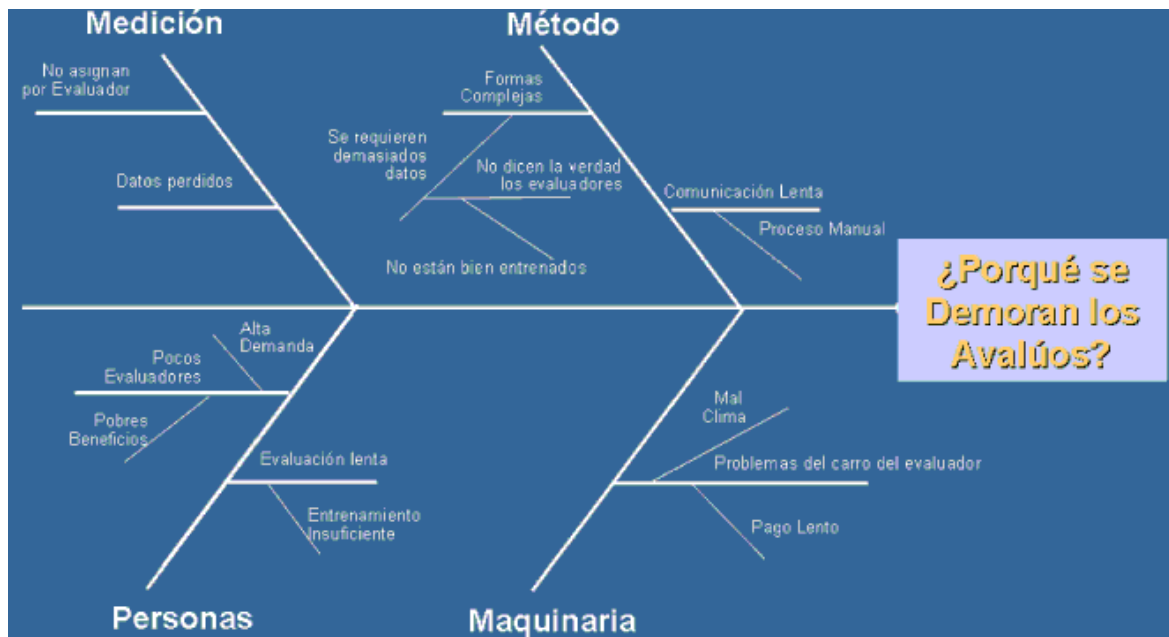 Medición
Método
No asignan
por Evaluador
Datos perdidos
Formas
Complejas
Se requieren
demasiados
datos
No dicen la verdad
los evaluadores
No están bien entrenados
Comunicación Lenta
Proceso Manual
¿Porqué se
Demoran los
Avalúos?
Alta
Demanda
Pocos
Evaluadores
Pobres
Beneficios
Evaluación lenta
Entrenamiento
Insuficiente
Mal
Clima
Problemas del carro del evaluador
Pago Lento
Personas
Maquinaria